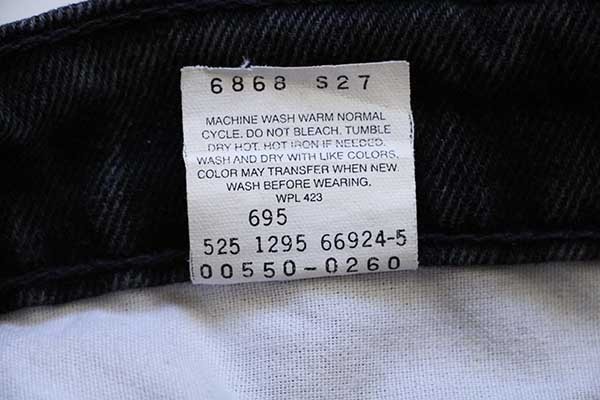 6868 S27
MACHINE WASH WARM NORMAL
CYCLE. DO NOT BLEACH. TUMBLE
DRY HOT. HOT IRON IF NEEDED.
WASH AND DRY WITH LIKE COLORS.
COLOR MAY TRANSFER WHEN NEW
WASH BEFORE WEARING.
WPL 423
695
525 1295 66924-5
00550-0260